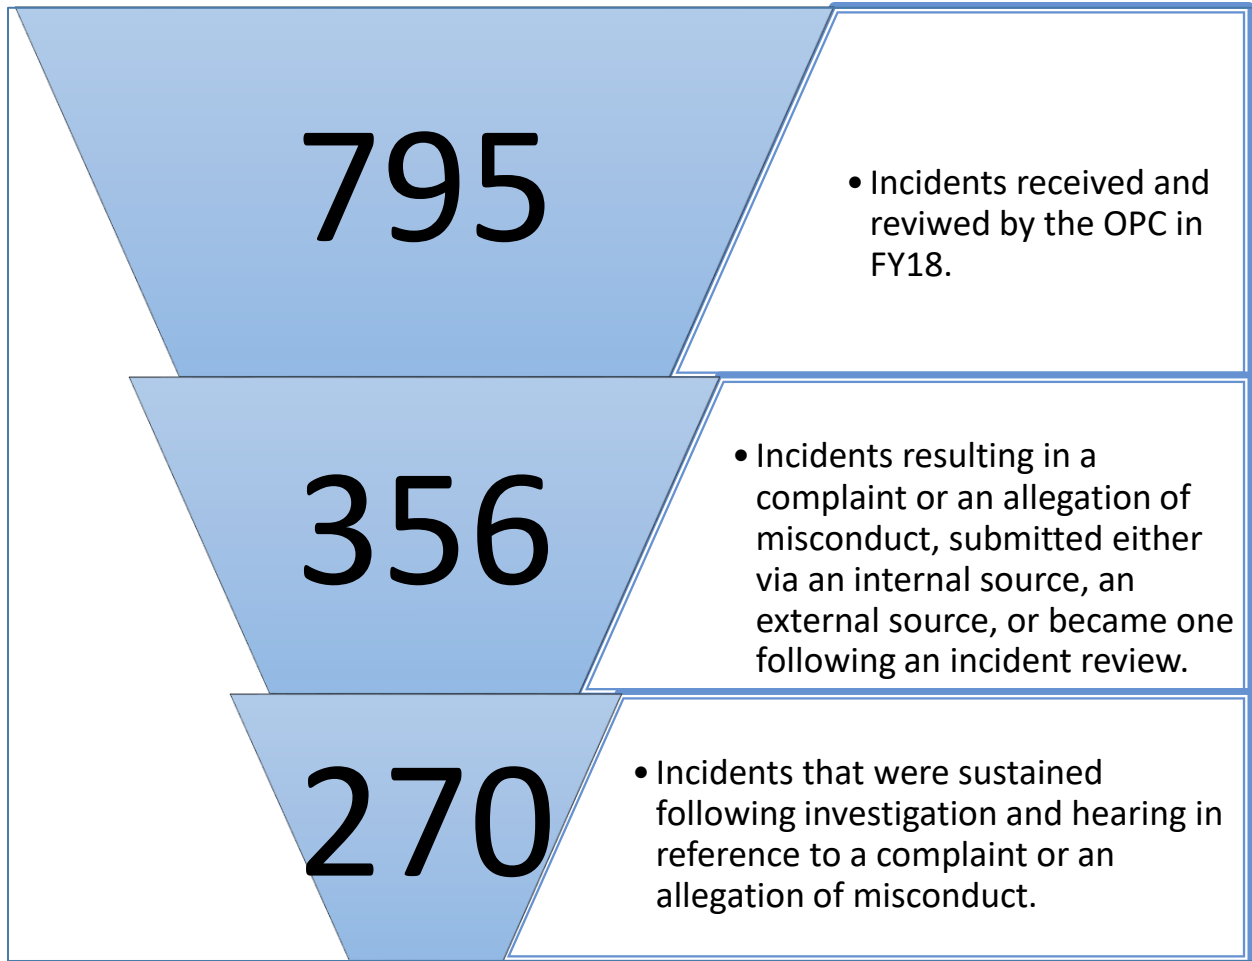 795
• Incidents received and
reviwed by the OPC in
FY18.
356
• Incidents resulting in a
complaint or an allegation of
misconduct, submitted either
via an internal source, an
external source, or became one
following an incident review.
270
• Incidents that were sustained
following investigation and hearing in
reference to a complaint or an
allegation of misconduct.